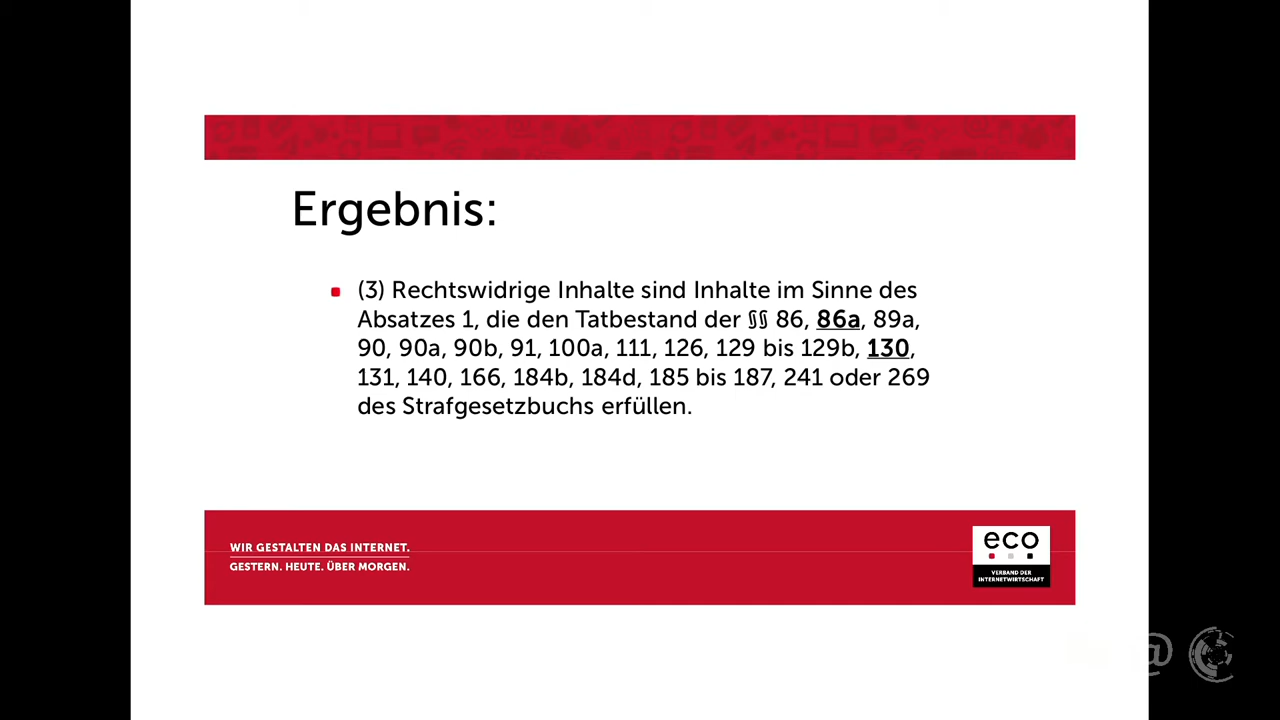 Ergebnis:
(3) Rechtswidrige Inhalte sind Inhalte im Sinne des
Absatzes 1, die den Tatbestand der §§ 86, 86a, 89a,
90, 90a, 90b, 91, 100a, 111, 126, 129 bis 129b, 130,
131, 140, 166, 184b, 184d, 185 bis 187, 241 oder 269
des Strafgesetzbuchs erfüllen.
WIR GESTALTEN DAS INTERNET.
GESTERN. HEUTE. ÜBER MORGEN.
eco
VERBAND DER
INTERNETWIRTSCHAFT
@